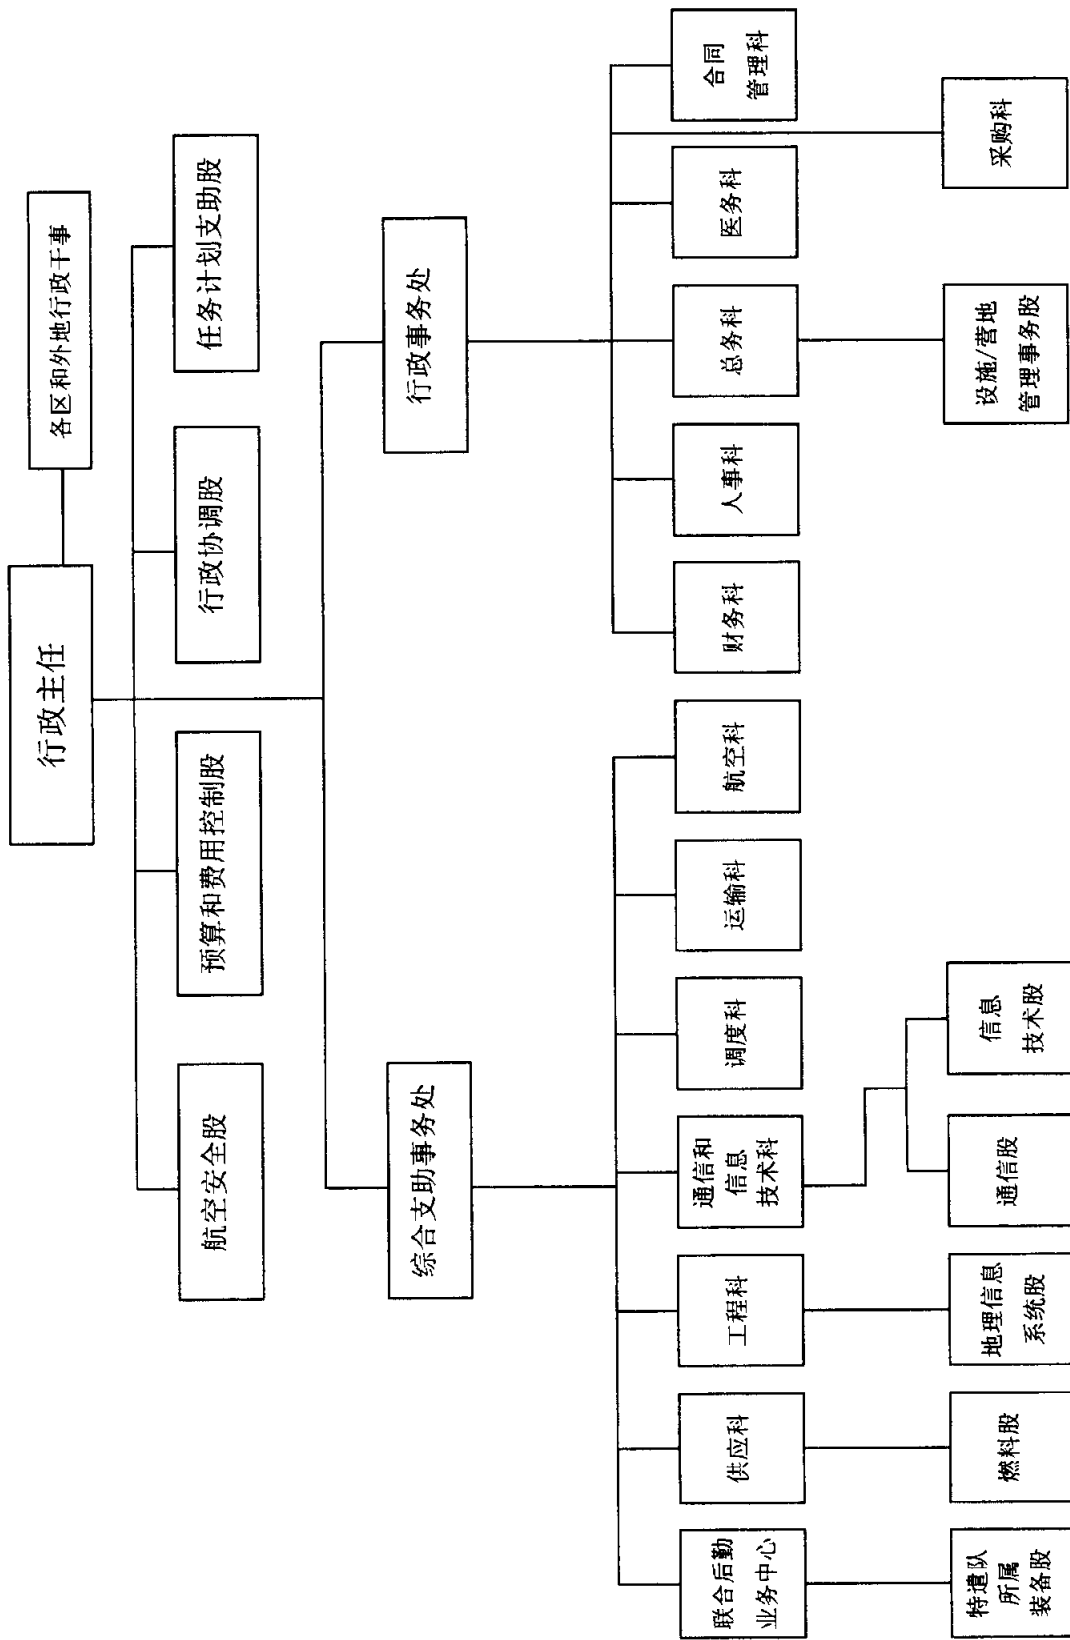 行政主任
各区和外地行政干事
航空安全股
预算和费用控制股
行政协调股
任务计划支助股
综合支助事务处
行政事务处
联合后勤
业务中心
供应科
工程科
通信和
信息
技术科
调度科
运输科
航空科
财务科
人事科
总务科
医务科
合同
管理科
特遣队
所属
装备股
燃料股
地理信息
系统股
通信股
信息
技术股
设施/营地
管理事务股
采购科